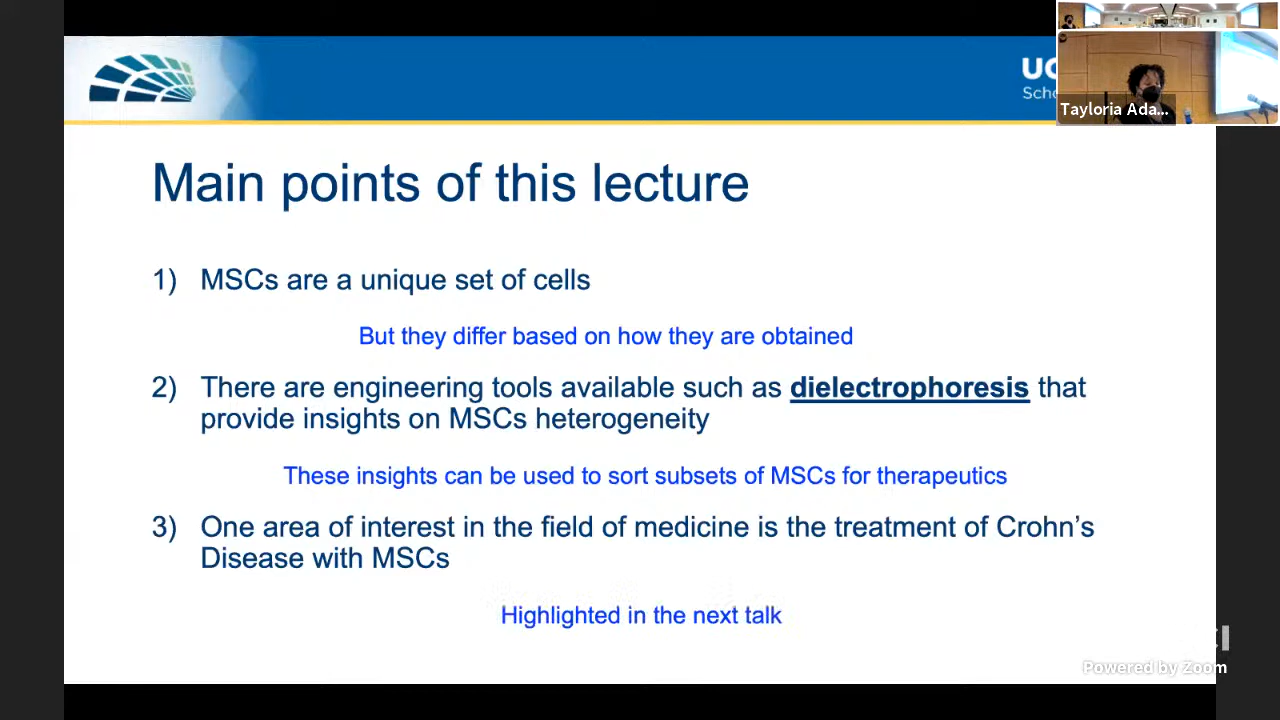 UC
Scho
Tayloria Ada...
Main points of this lecture
1) MSCs are a unique set of cells
But they differ based on how they are obtained
2) There are engineering tools available such as dielectrophoresis that
provide insights on MSCs heterogeneity
These insights can be used to sort subsets of MSCs for therapeutics
3) One area of interest in the field of medicine is the treatment of Crohn's
Disease with MSCs
Highlighted in the next talk
CI
Powered by Zoom